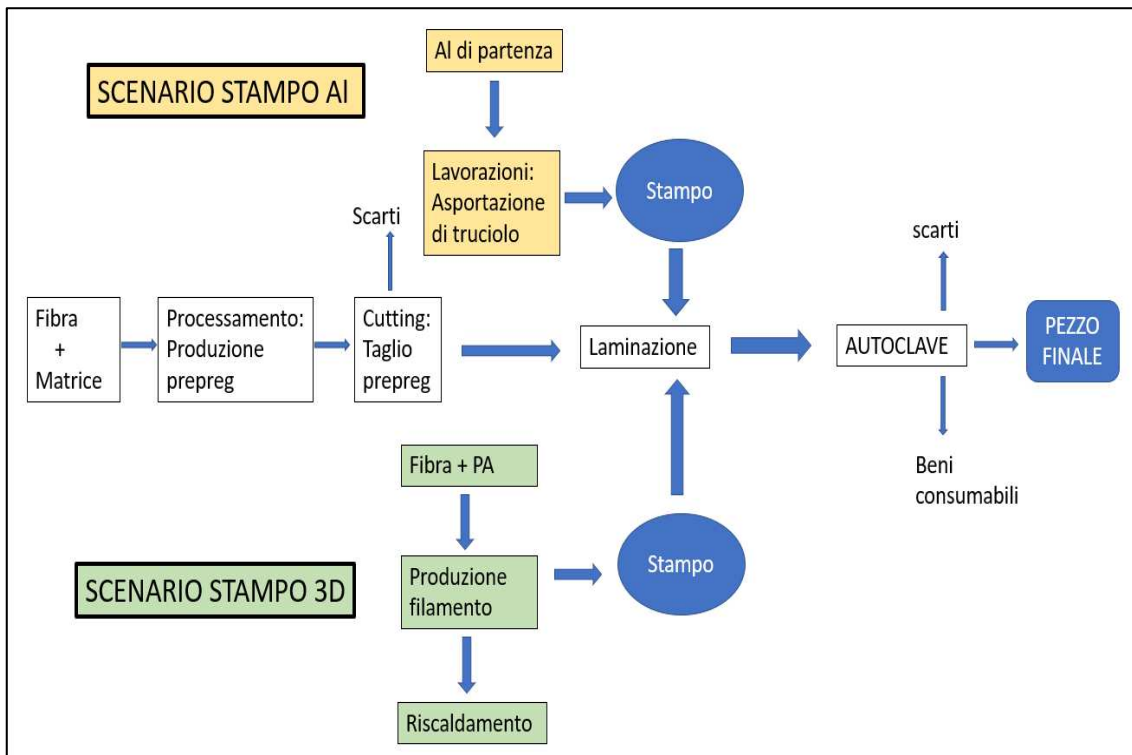 Al di partenza
SCENARIO STAMPO Al
Lavorazioni:
Asportazione
di truciolo
Stampo
Scarti
scarti
Fibra
+
Matrice
Processamento:
Produzione
prepreg
Cutting:
Taglio
prepreg
Laminazione
AUTOCLAVE
PEZZO
FINALE
Fibra + PA
Beni
consumabili
SCENARIO STAMPO 3D
Produzione
filamento
Stampo
Riscaldamento